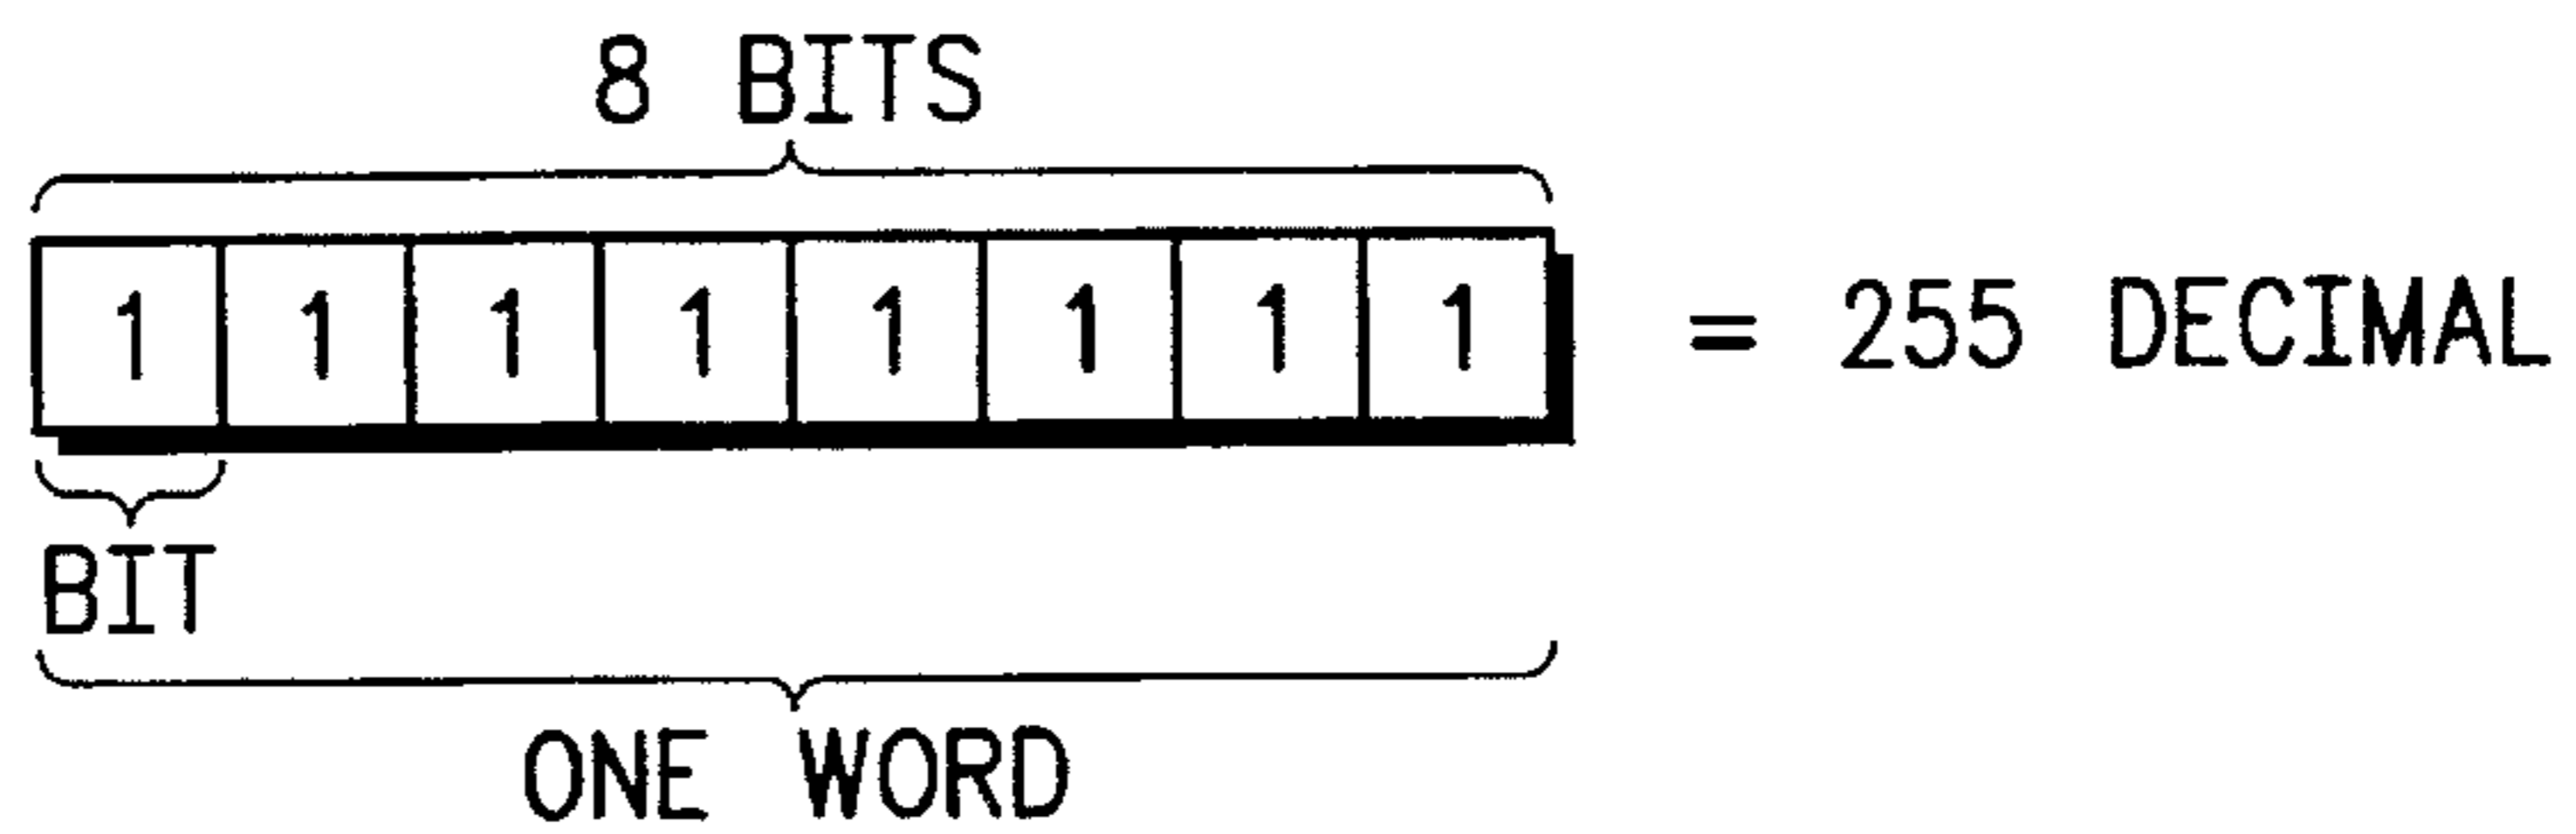 8 BITS
1 1 1 1 1 1 1 1 = 255 DECIMAL
BIT
ONE WORD